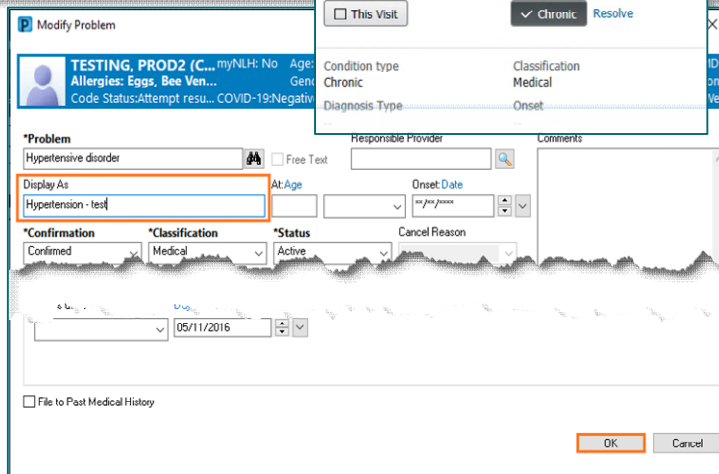 Modify Problem
This Visit
Chronic Resolve
Condition type Classification
Chronic Medical
Diagnosis Type Onset
TESTING, PROD2 (C... myNLH: No Age:
Allergies: Eggs, Bee Ven...
Code Status:Attempt resu... COVID-19:Negativ
*Problem Responsible Provider Comments
Hypertensive disorder Free Text
Display As At:Age Onset:Date
Hypertension - test **/**/****
*Confirmation *Classification *Status Cancel Reason
Confirmed Medical Active
05/11/2016
File to Past Medical History
OK Cancel